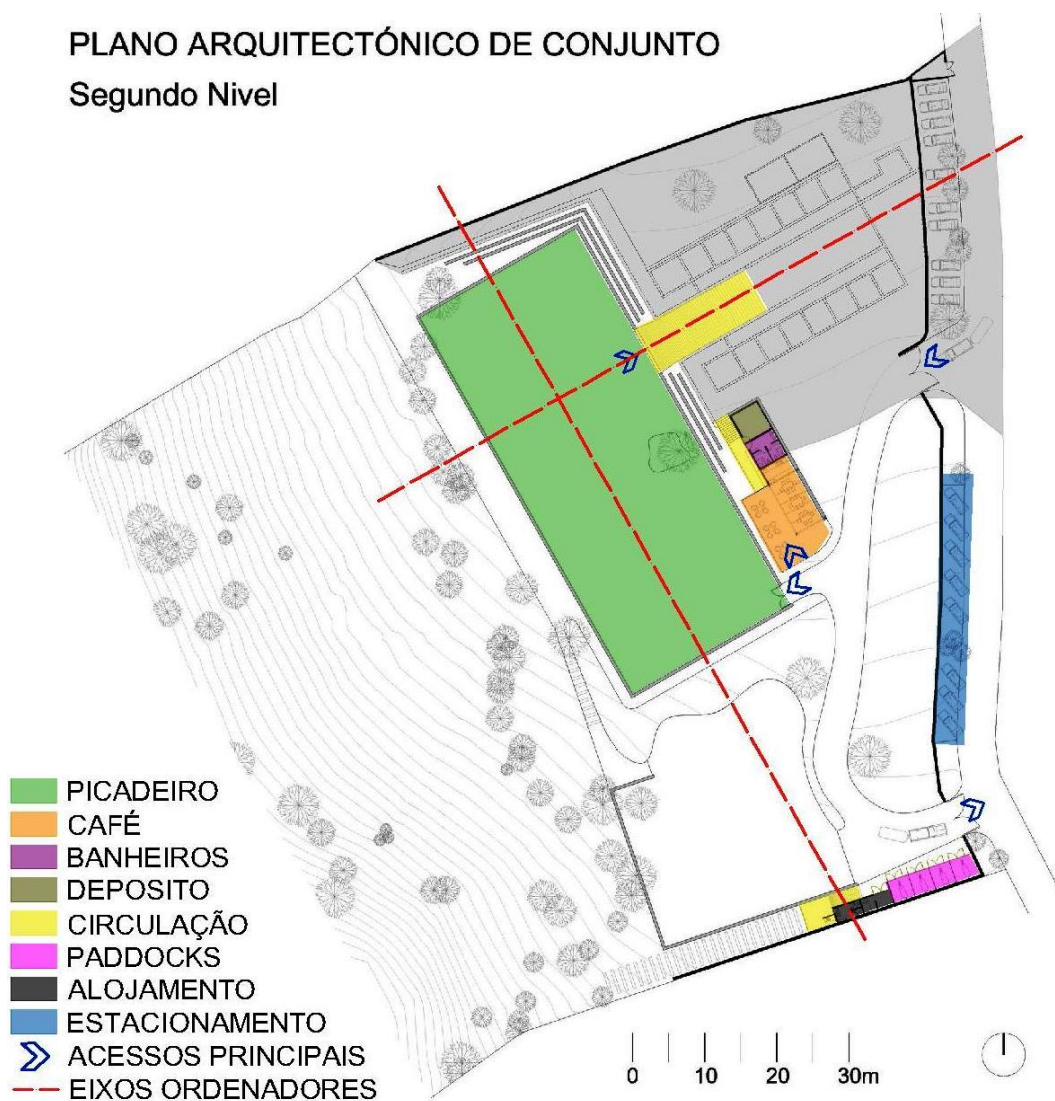 PLANO ARQUITECTÓNICO DE CONJUNTO
Segundo Nivel
PICADEIRO
CAFÉ
BANHEIROS
DEPOSITO
CIRCULAÇÃO
PADDOCKS
ALOJAMENTO
ESTACIONAMENTO
ACESSOS PRINCIPAIS
EIXOS ORDENADORES
0 10 20 30m